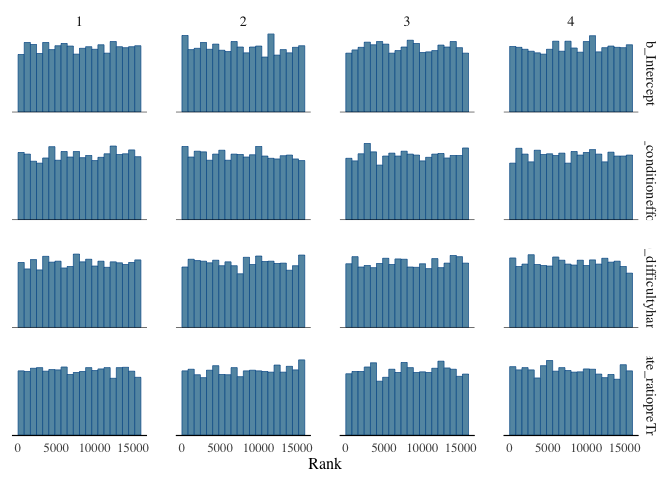 1 2 3 4
b_Intercept
_conditioneffc
_difficultyhar
ate_ratiopreTr
0 5000 10000 15000 0 5000 10000 15000 0 5000 10000 15000 0 5000 10000 15000
Rank